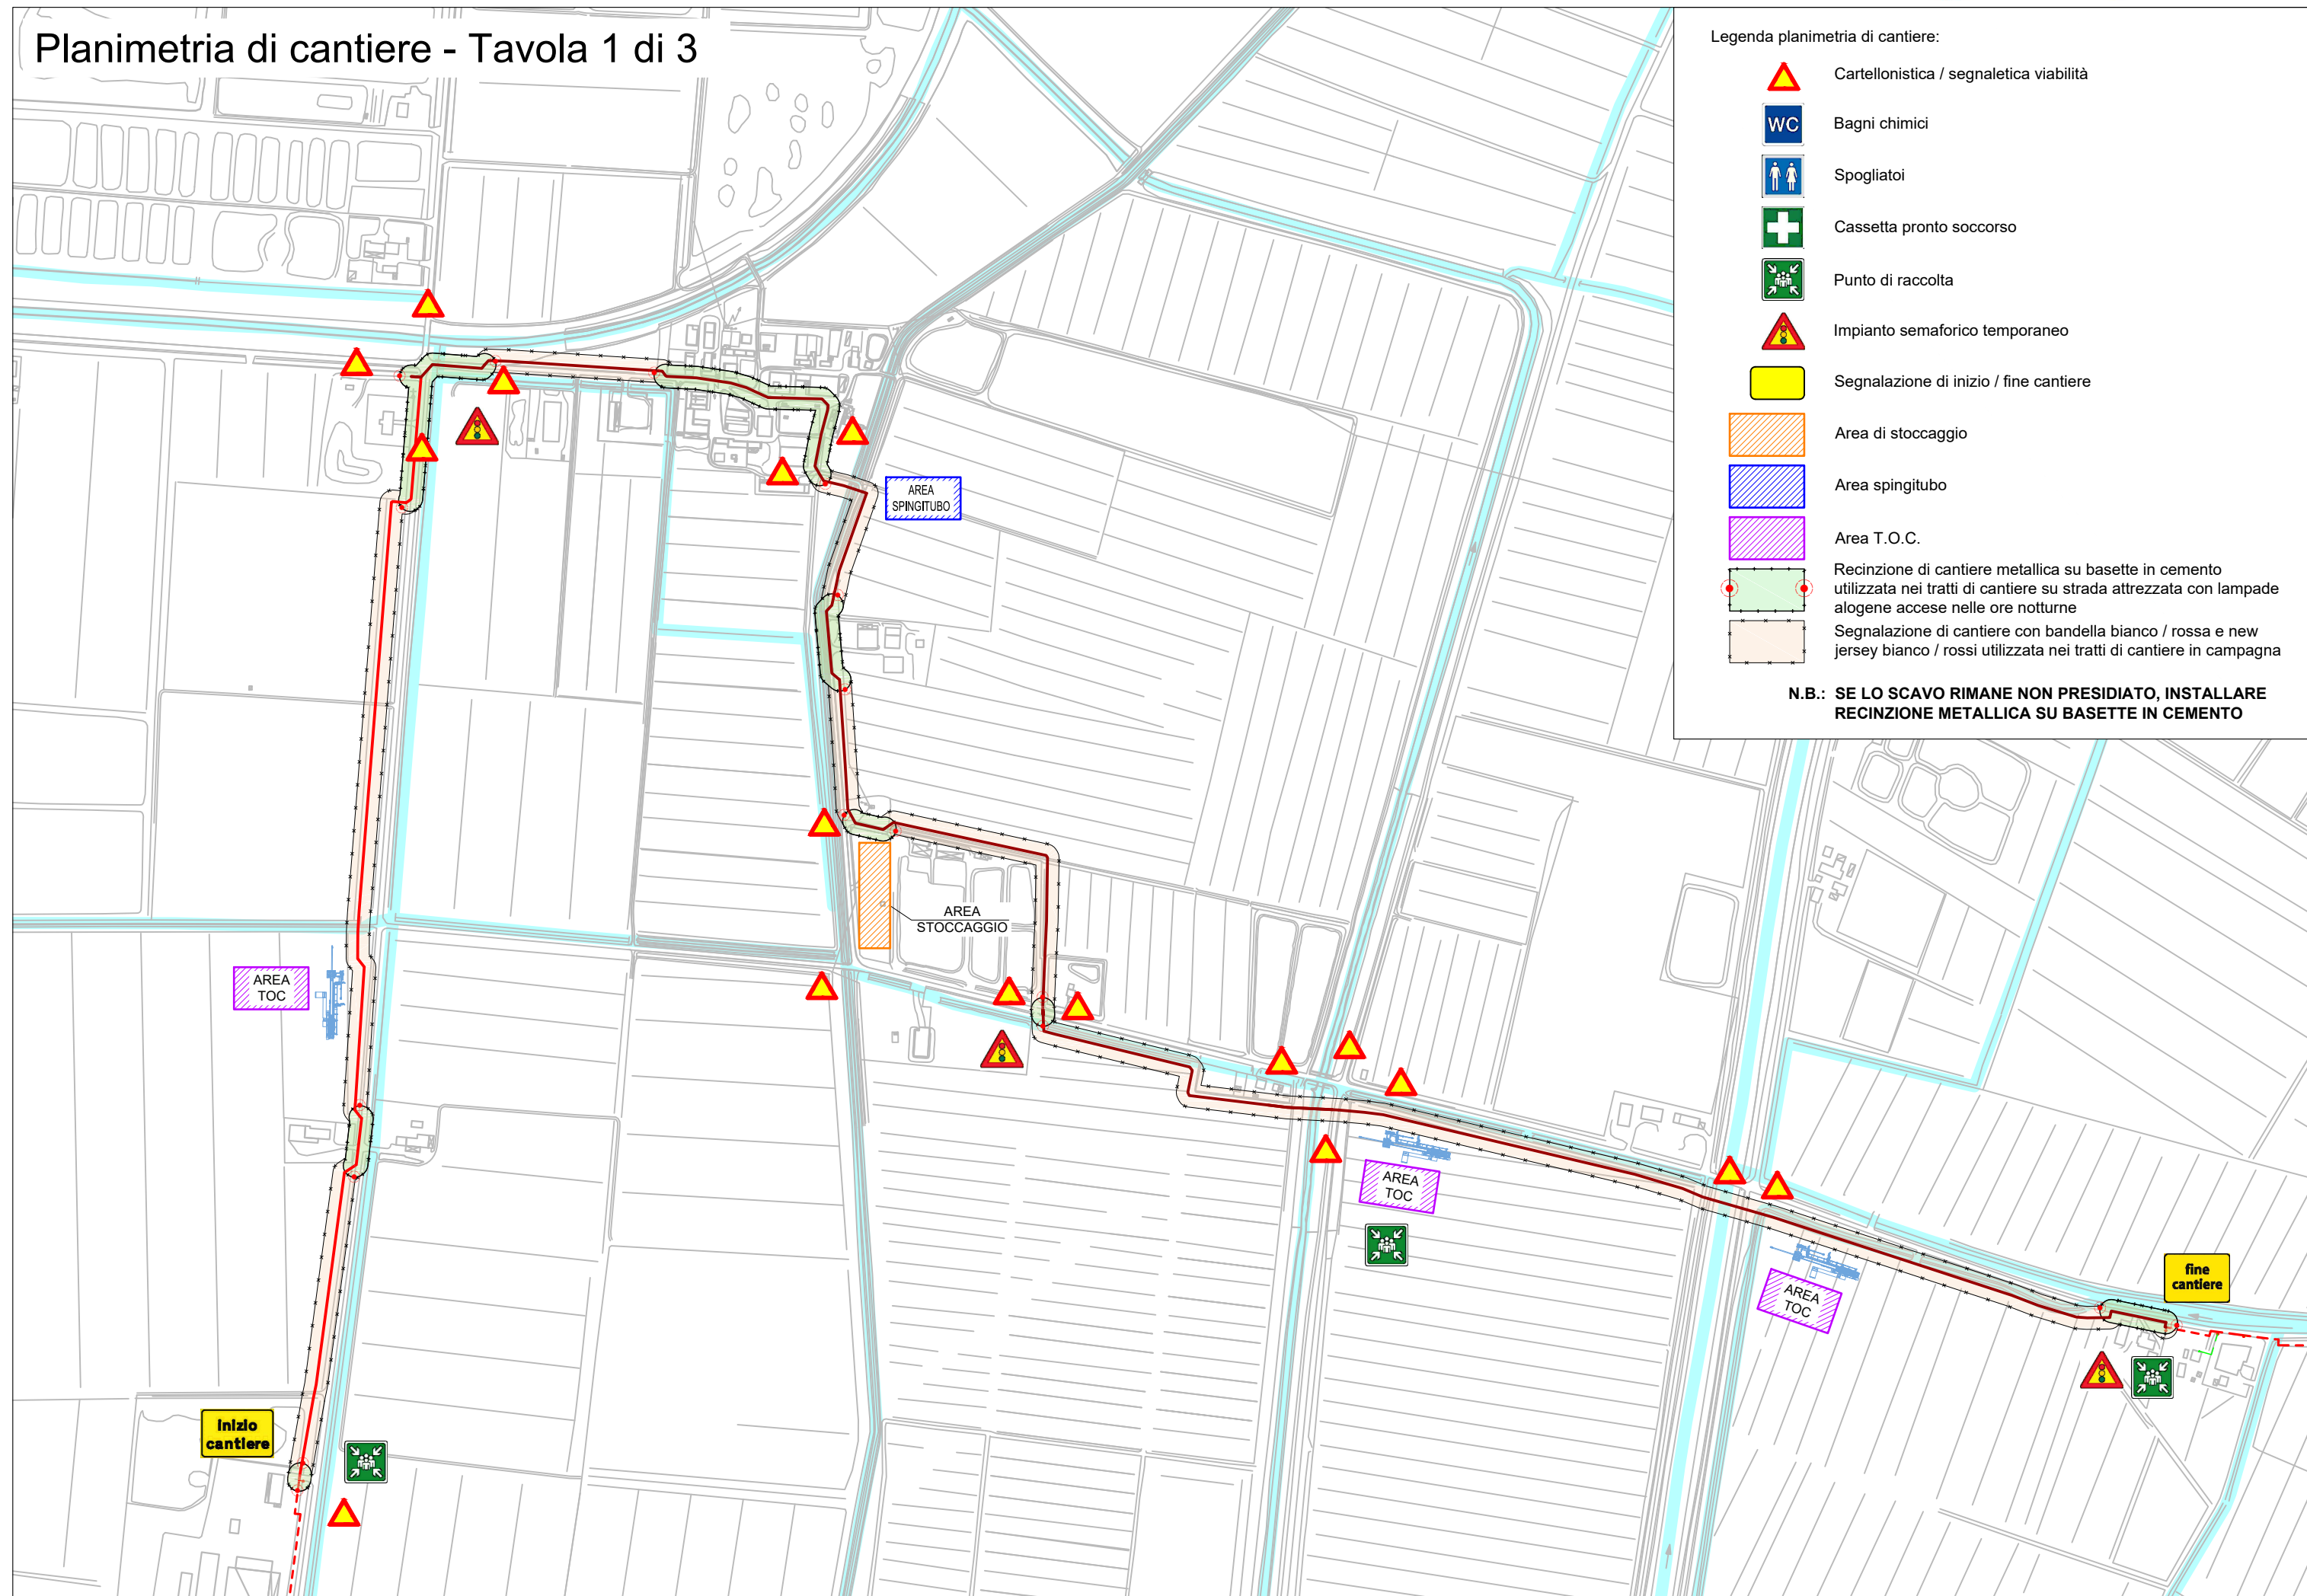 Planimetria di cantiere - Tavola 1 di 3
Legenda planimetria di cantiere:
Cartellonistica / segnaletica viabilità
WC
Bagni chimici
Spogliatoi
Cassetta pronto soccorso
Punto di raccolta
Impianto semaforico temporaneo
Segnalazione di inizio / fine cantiere
Area di stoccaggio
Area spingitubo
Area T.O.C.
Recinzione di cantiere metallica su basette in cemento
utilizzata nei tratti di cantiere su strada attrezzata con lampade
alogene accese nelle ore notturne
Segnalazione di cantiere con bandella bianco / rossa e new
jersey bianco / rossi utilizzata nei tratti di cantiere in campagna
N.B.: SE LO SCAVO RIMANE NON PRESIDIATO, INSTALLARE
RECINZIONE METALLICA SU BASETTE IN CEMENTO
AREA
SPINGITUBO
AREA
STOCCAGGIO
AREA
TOC
AREA
TOC
AREA
TOC
fine
cantiere
inizio
cantiere